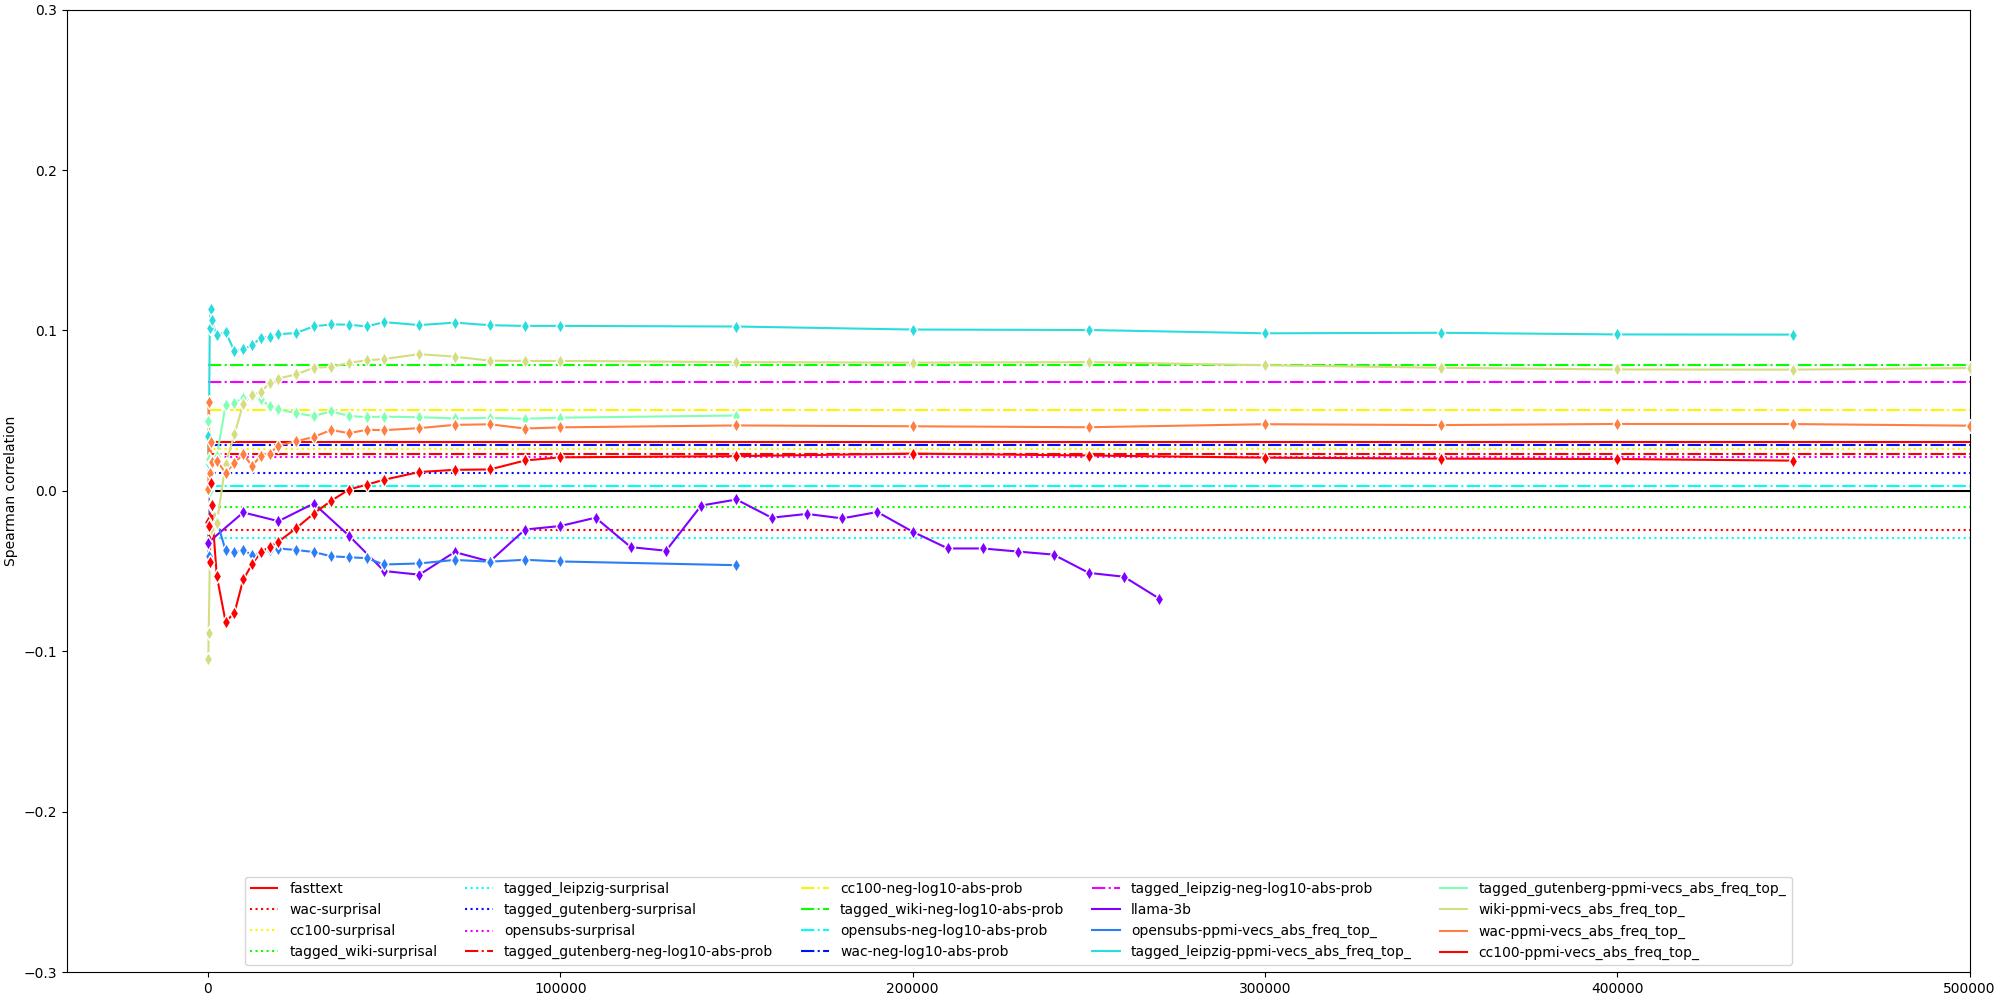 0.3
0.2
0.1
0.0
−0.1
−0.2
−0.3
Spearman correlation
fasttext
wac-surprisal
cc100-surprisal
tagged_wiki-surprisal
tagged_leipzig-surprisal
tagged_gutenberg-surprisal
opensubs-surprisal
tagged_gutenberg-neg-log10-abs-prob
cc100-neg-log10-abs-prob
tagged_wiki-neg-log10-abs-prob
opensubs-neg-log10-abs-prob
wac-neg-log10-abs-prob
tagged_leipzig-neg-log10-abs-prob
llama-3b
opensubs-ppmi-vecs_abs_freq_top_
tagged_leipzig-ppmi-vecs_abs_freq_top_
tagged_gutenberg-ppmi-vecs_abs_freq_top_
wiki-ppmi-vecs_abs_freq_top_
wac-ppmi-vecs_abs_freq_top_
cc100-ppmi-vecs_abs_freq_top_
0 100000 200000 300000 400000 500000